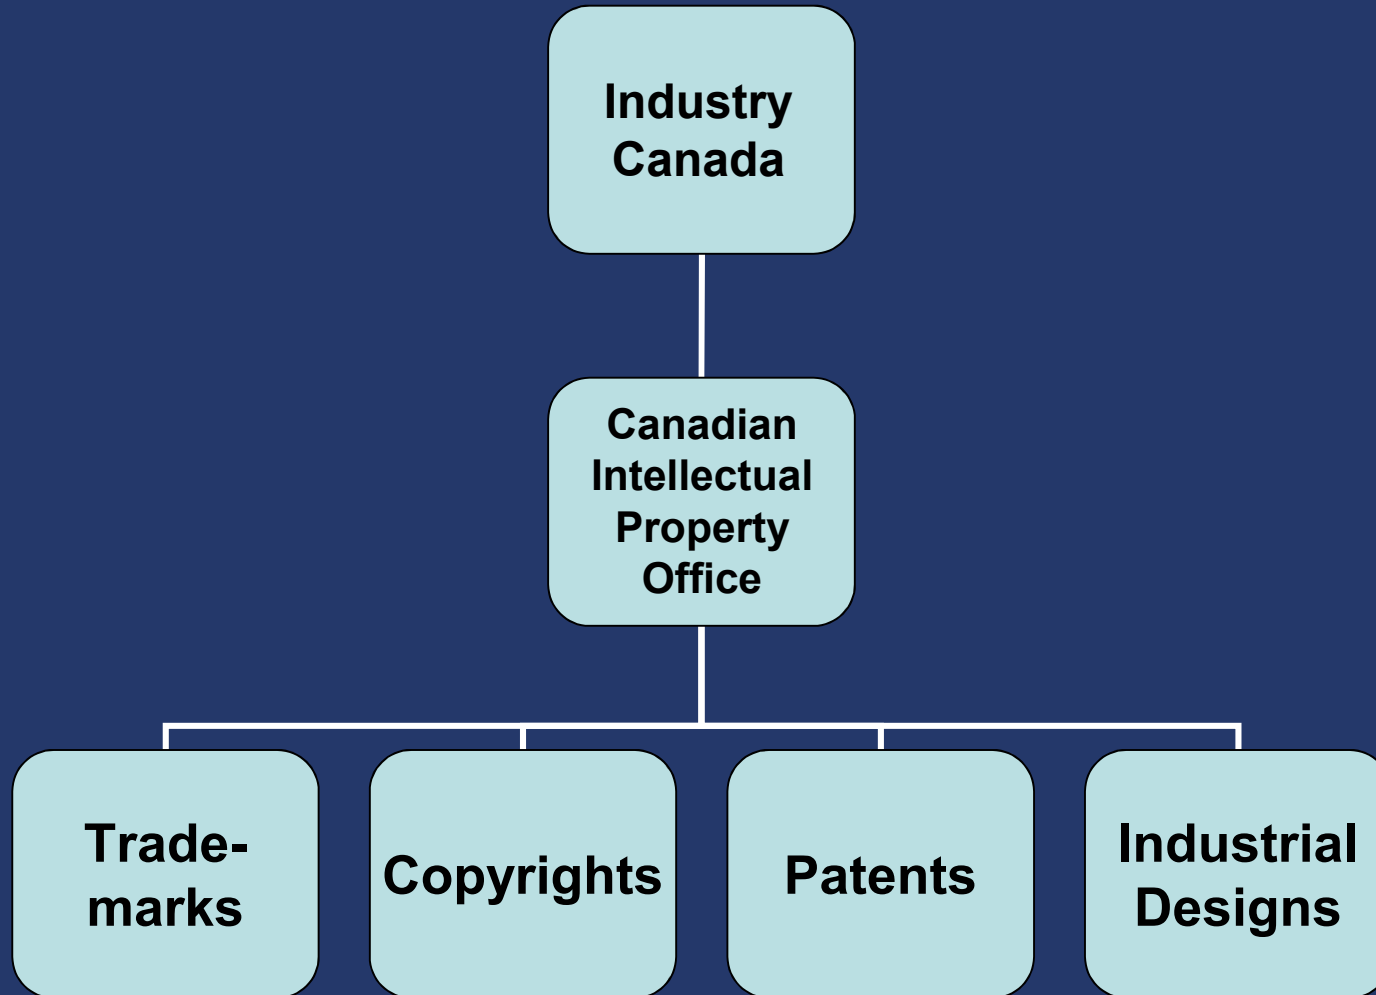 Industry
Canada
Canadian
Intellectual
Property
Office
Trade-
marks
Copyrights
Patents
Industrial
Designs